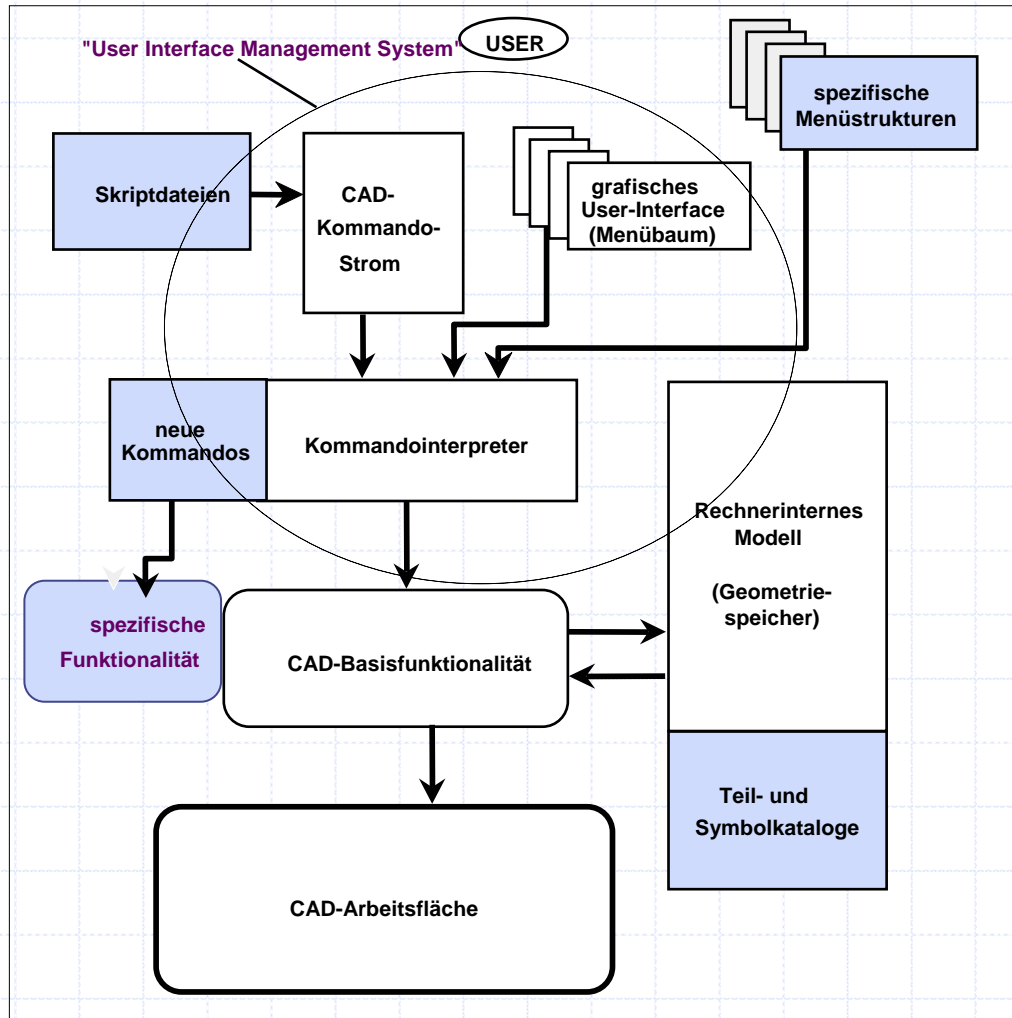 "User Interface Management System"
USER
spezifische
Menüstrukturen
Skriptdateien
CAD-
Kommando-
Strom
grafisches
User-Interface
(Menübaum)
neue
Kommandos
Kommandointerpreter
Rechnerinternes
Modell
(Geometrie-
speicher)
spezifische
Funktionalität
CAD-Basisfunktionalität
Teil- und
Symbolkataloge
CAD-Arbeitsfläche